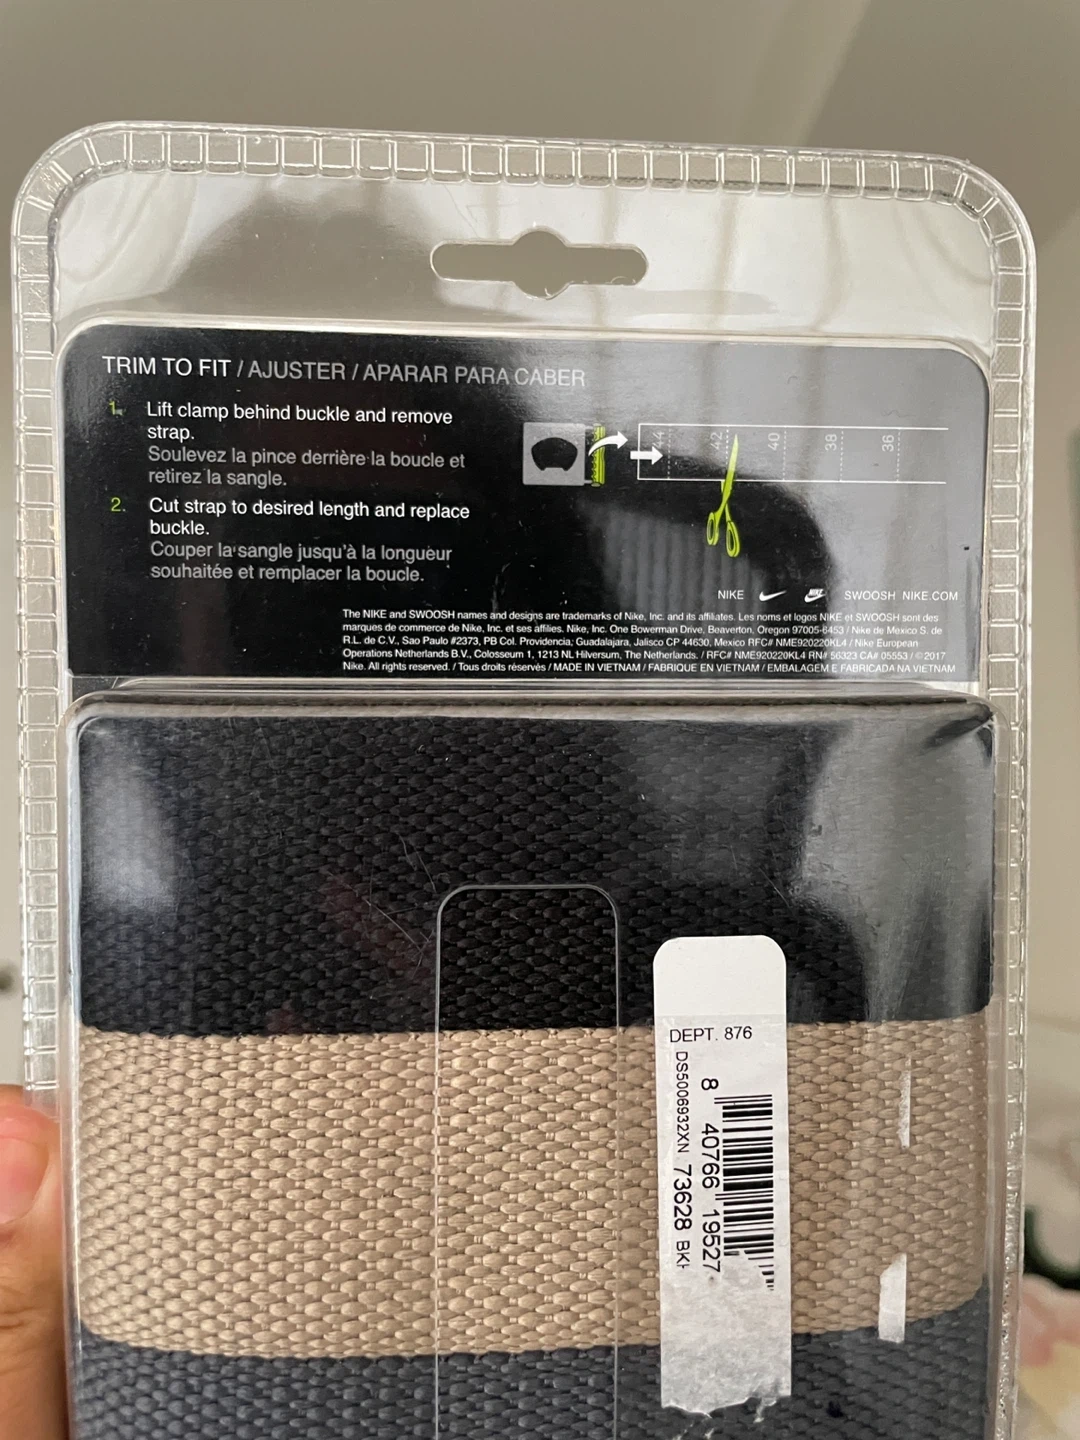 TRIM TO FIT / AJUSTER / APARAR PARA CABER
1. Lift clamp behind buckle and remove
strap.
Soulevez la pince derrière la boucle et
retirez la sangle.
2. Cut strap to desired length and replace
buckle.
Couper la sangle jusqu'à la longueur
souhaitée et remplacer la boucle.
44 42 40 38 36
NIKE SWOOSH NIKE.COM
The NIKE and SWOOSH names and designs are trademarks of Nike, Inc. and its affiliates. Les noms et logos NIKE et SWOOSH sont des
marques de commerce de Nike, Inc. et ses affilies. Nike, Inc. One Bowerman Drive, Beaverton, Oregon 97005-6453 / Nike de Mexico S. de
R.L. de C.V., Sao Paulo #2373, PB Col. Providencia, Guadalajara, Jalisco CP 44630, Mexico RFC# NME920220KL4 / Nike European
Operations Netherlands B.V., Colosseum 1, 1213 NL Hilversum, The Netherlands. / RFC# NME920220KL4 RN# 56323 CA# 05553 / © 2017
Nike. All rights reserved. / Tous droits réservés / MADE IN VIETNAM / FABRIQUE EN VIETNAM / EMBALAGEM E FABRICADA NA VIETNAM
DEPT. 876
8 40766 19527
DS5006932XN 73628